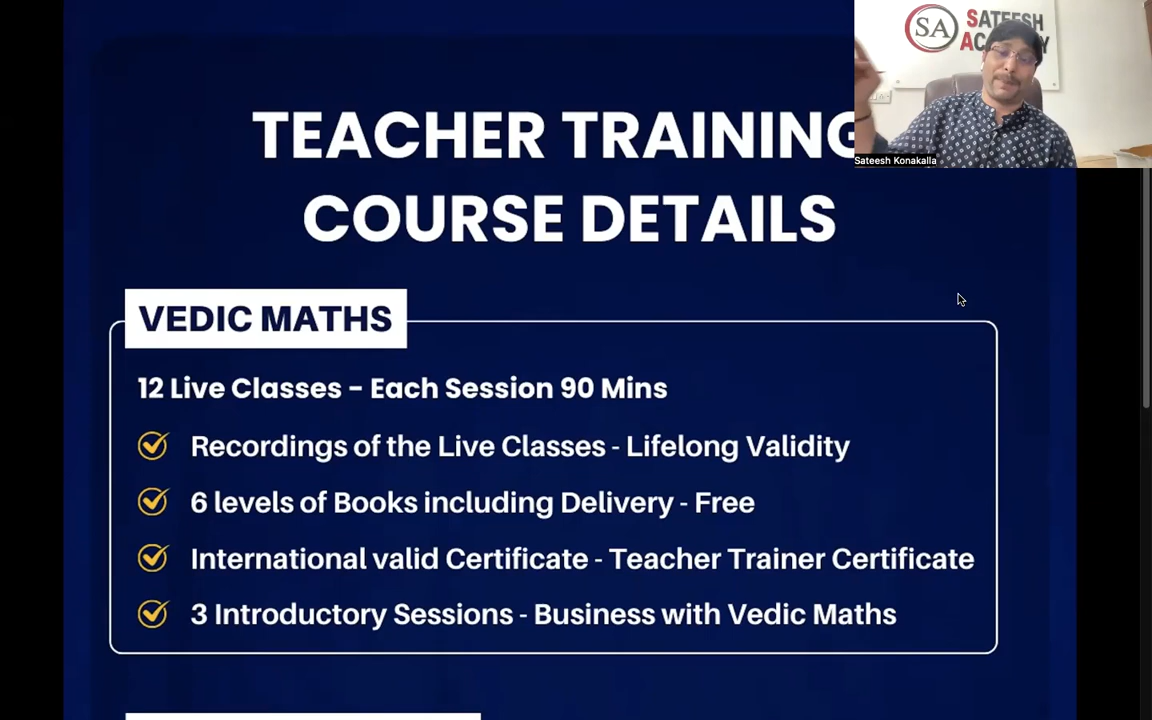 TEACHER TRAINING
COURSE DETAILS
VEDIC MATHS
12 Live Classes – Each Session 90 Mins
Recordings of the Live Classes - Lifelong Validity
6 levels of Books including Delivery - Free
International valid Certificate - Teacher Trainer Certificate
3 Introductory Sessions - Business with Vedic Maths
SA
SATEESH
ACADEMY
Sateesh Konakalla